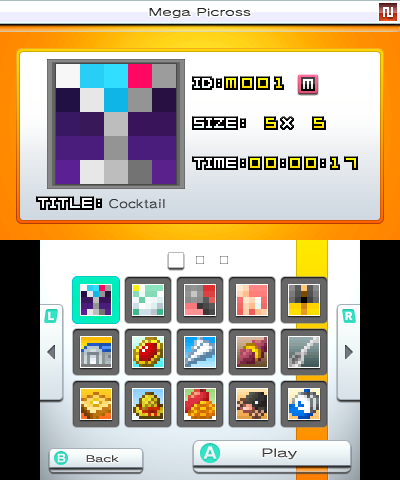 Mega Picross
ID:M001 M
SIZE: 5X 5
TIME:00:00:17
TITLE: Cocktail
L
R
B Back
A Play